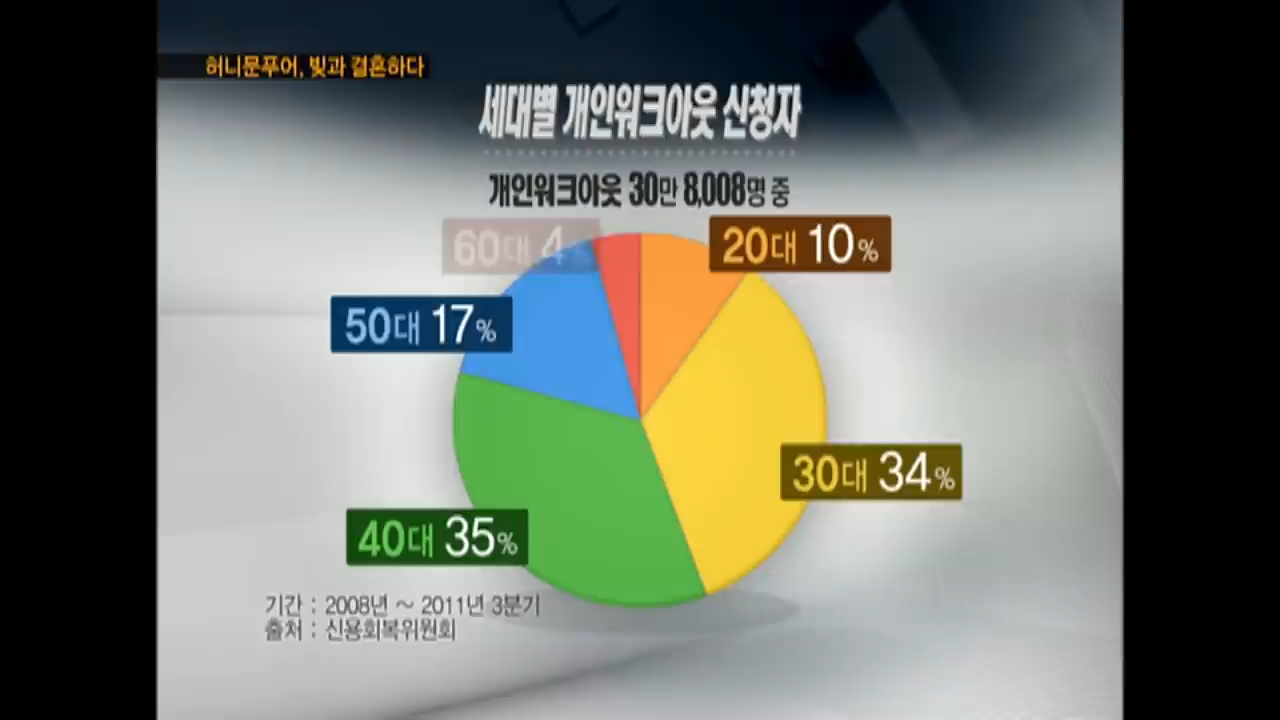 허니문푸어, 빚과 결혼하다
세대별 개인워크아웃 신청자
개인워크아웃 30만 8,008명 중
60대 4%
20대 10%
50대 17%
30대 34%
40대 35%
기간 : 2008년 ~ 2011년 3분기
출처 : 신용회복위원회